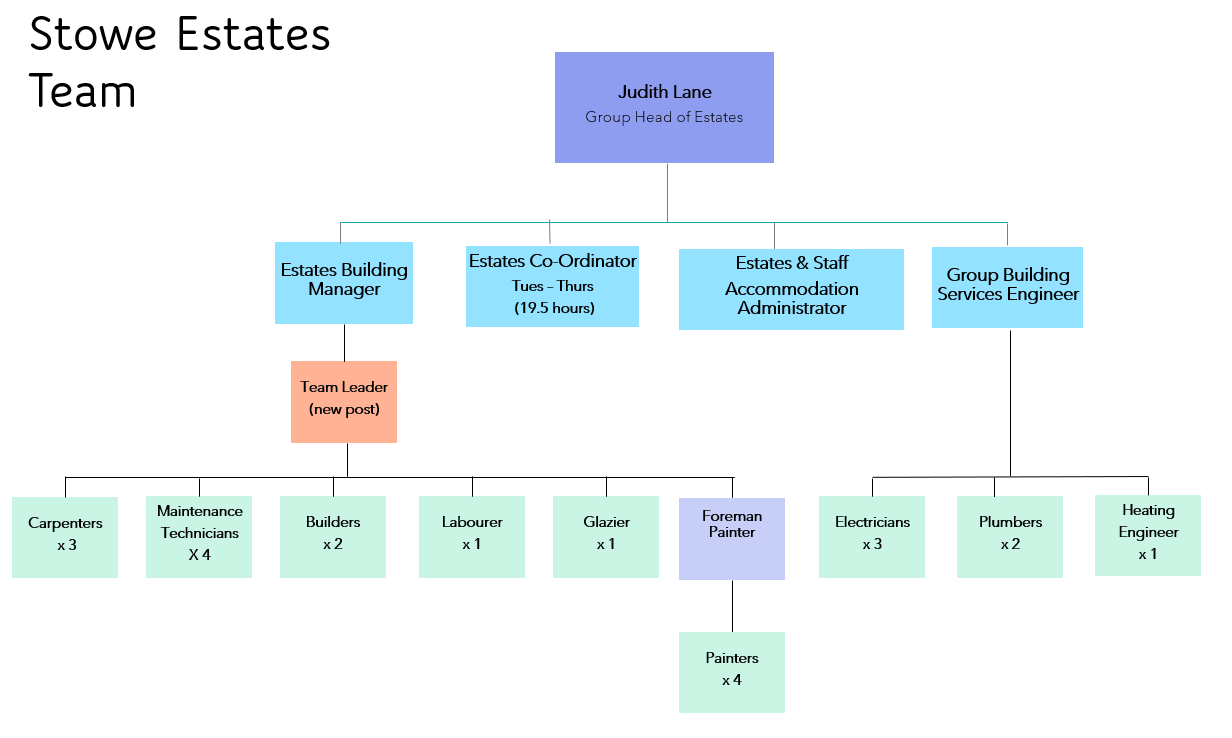 Stowe Estates
Team
Judith Lane
Group Head of Estates
Estates Building
Manager
Estates Co-Ordinator
Tues – Thurs
(19.5 hours)
Estates & Staff
Accommodation
Administrator
Group Building
Services Engineer
Team Leader
(new post)
Carpenters
x 3
Maintenance
Technicians
X 4
Builders
x 2
Labourer
x 1
Glazier
x 1
Foreman
Painter
Electricians
x 3
Plumbers
x 2
Heating
Engineer
x 1
Painters
x 4